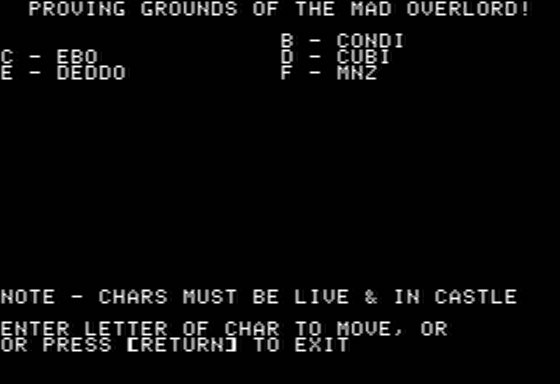 PROVING GROUNDS OF THE MAD OVERLORD!
B - CONDI
C - EBO D - CUBI
E - DEDDO F - MNZ
NOTE - CHARS MUST BE LIVE & IN CASTLE
ENTER LETTER OF CHAR TO MOVE, OR
OR PRESS [RETURN] TO EXIT